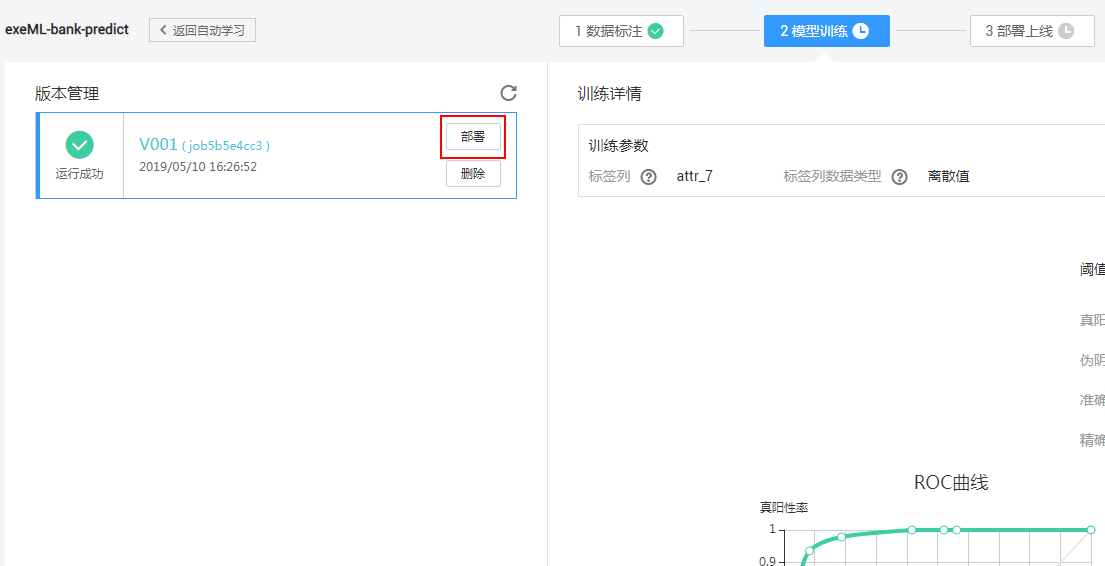 exeML-bank-predict
返回自动学习
1 数据标注
2 模型训练
3 部署上线
版本管理
运行成功
V001 ( job5b5e4cc3 )
2019/05/10 16:26:52
部署
删除
训练详情
训练参数
标签列 ? attr_7 标签列数据类型 ? 离散值
阈值
真阳
伪阴
准确
精确
ROC曲线
真阳性率
1
0.9